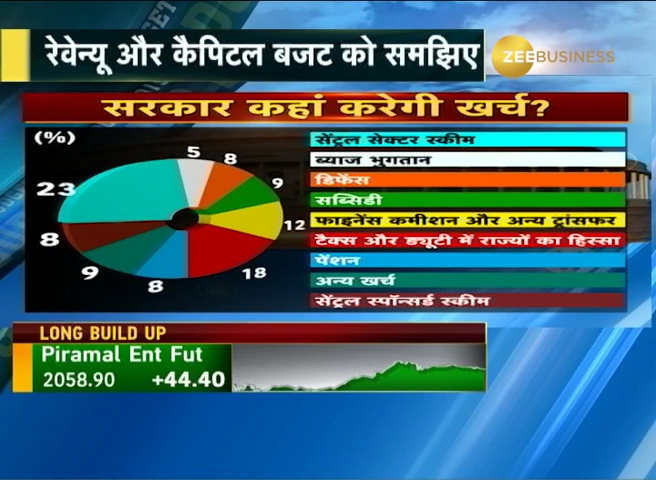 रेवेन्यू और कैपिटल बजट को समझिए
ZEEBUSINESS
सरकार कहां करेगी खर्च?
(%)
5
8
9
12
18
8
9
8
23
सेंट्रल सेक्टर स्कीम
ब्याज भुगतान
डिफेंस
सब्सिडी
फाइनेंस कमीशन और अन्य ट्रांसफर
टैक्स और ड्यूटी में राज्यों का हिस्सा
पेंशन
अन्य खर्च
सेंट्रल स्पॉन्सर्ड स्कीम
LONG BUILD UP
Piramal Ent Fut
2058.90 +44.40